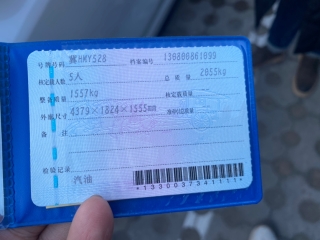 号牌号码 冀HMY528 档案编号 130800861899
核定载人数 5人 总质量 2055kg
整备质量 1557kg 核定载质量
外廓尺寸 4379×1824×1555mm 准牵引总质量
备注
检验记录
汽油
*1330037341111*